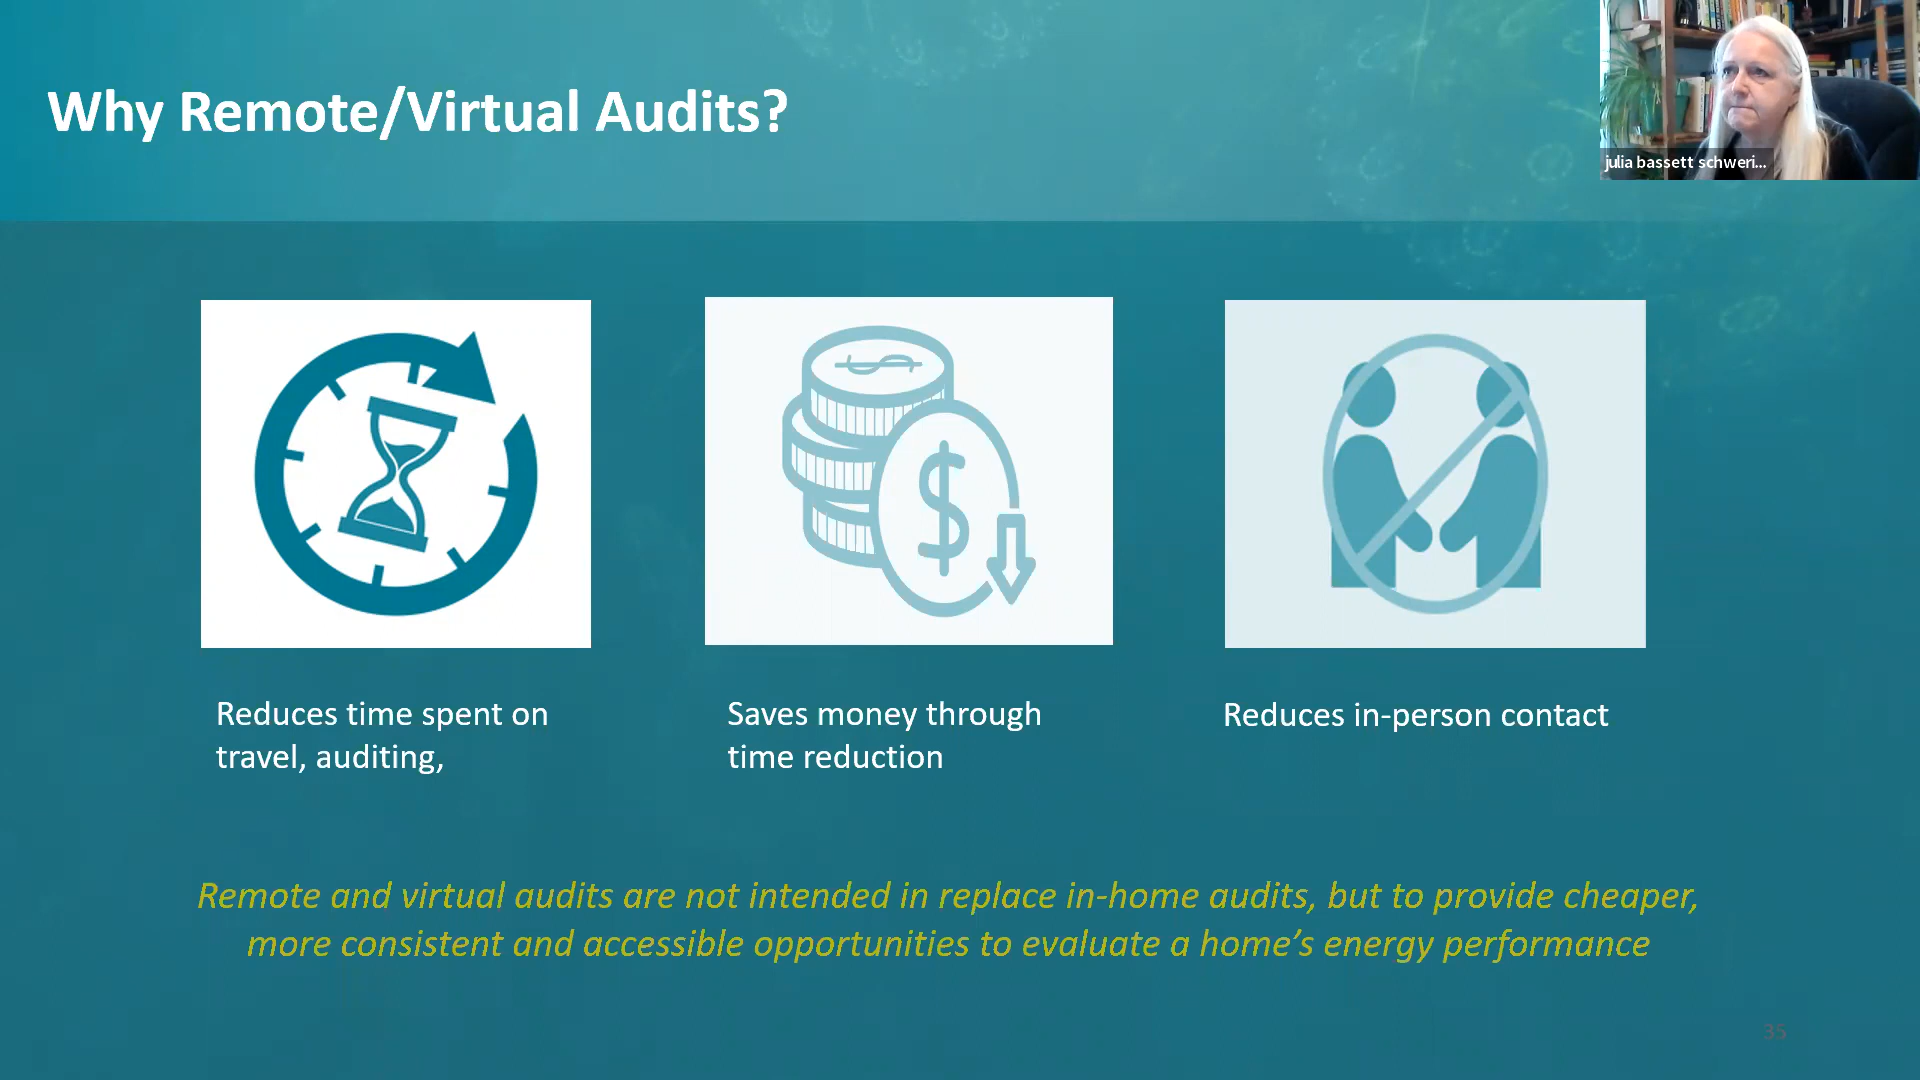 Why Remote/Virtual Audits?
julia bassett schweri...
Reduces time spent on
travel, auditing,
Saves money through
time reduction
Reduces in-person contact
Remote and virtual audits are not intended in replace in-home audits, but to provide cheaper,
more consistent and accessible opportunities to evaluate a home’s energy performance
35